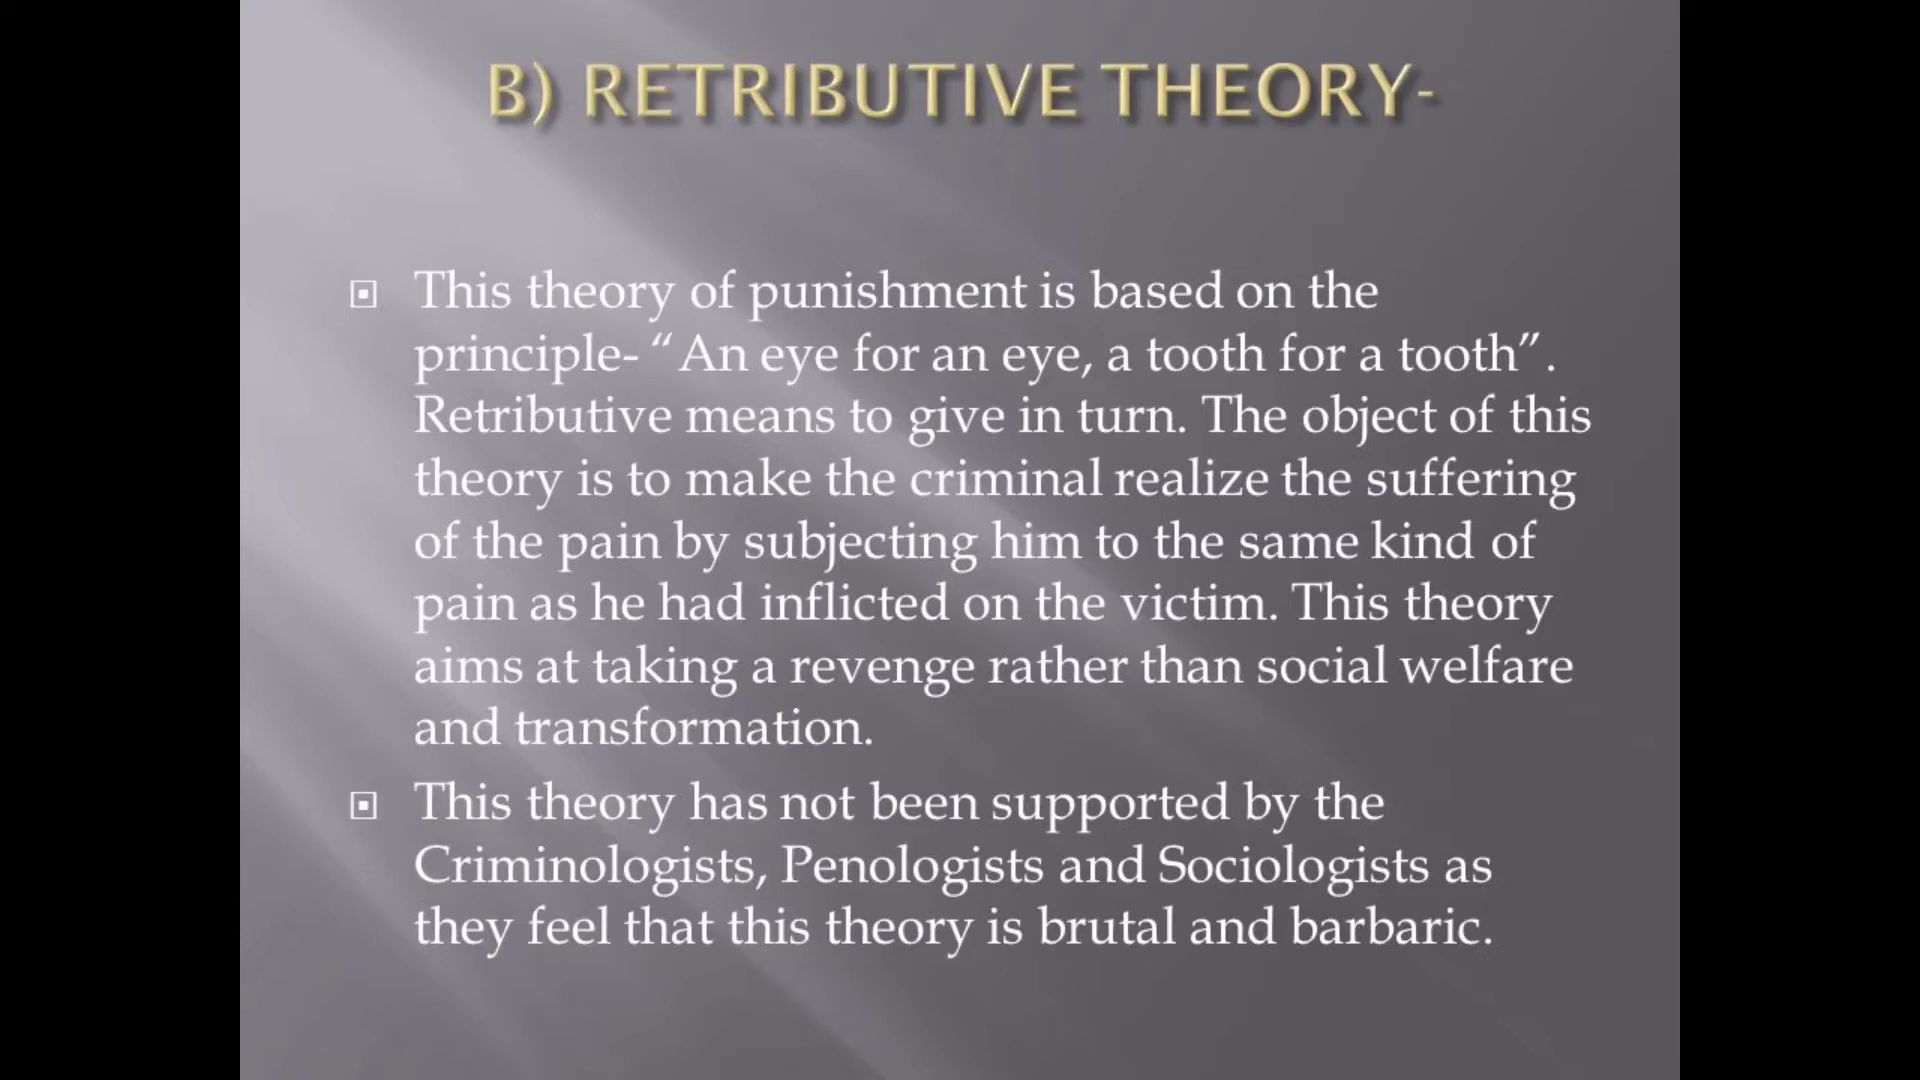 B) RETRIBUTIVE THEORY-
This theory of punishment is based on the
principle- “An eye for an eye, a tooth for a tooth”.
Retributive means to give in turn. The object of this
theory is to make the criminal realize the suffering
of the pain by subjecting him to the same kind of
pain as he had inflicted on the victim. This theory
aims at taking a revenge rather than social welfare
and transformation.
This theory has not been supported by the
Criminologists, Penologists and Sociologists as
they feel that this theory is brutal and barbaric.